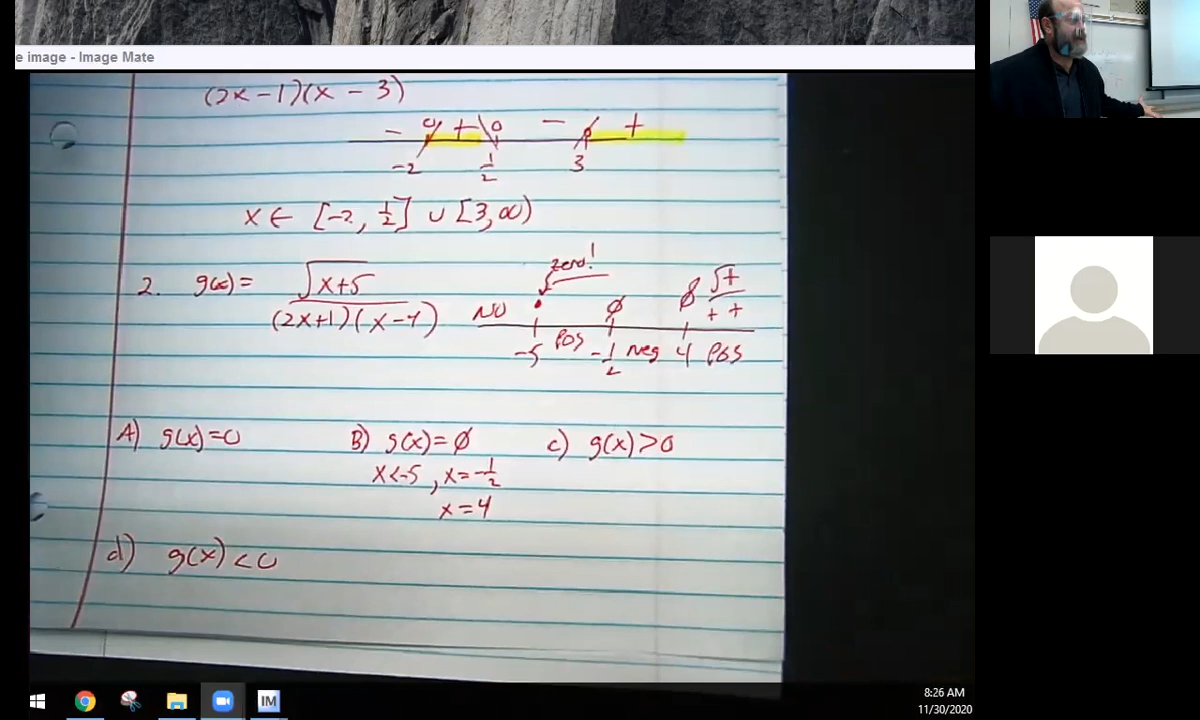 e image - Image Mate
(2x-1)(x-3)
- 0 + 0 - ∅ +
-2 1/2 3
x ∈ [-2, 1/2] ∪ [3, ∞)
zero!
2. g(x) = √x+5 / (2x+1)(x-4)
NO ∅ ∅ √+ / + +
-5 POS -1/2 Neg 4 POS
A) g(x)=0 B) g(x)=∅ c) g(x)>0
x<-5, x=-1/2
x=4
d) g(x)<0
IM
8:26 AM
11/30/2020